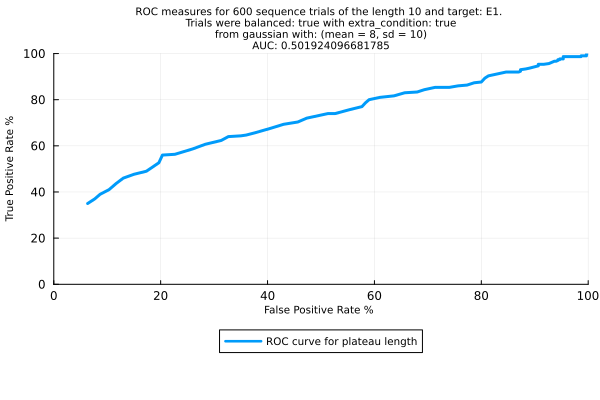 ROC measures for 600 sequence trials of the length 10 and target: E1.
Trials were balanced: true with extra_condition: true
from gaussian with: (mean = 8, sd = 10)
AUC: 0.501924096681785
100
80
60
40
20
0
True Positive Rate %
0 20 40 60 80 100
False Positive Rate %
ROC curve for plateau length